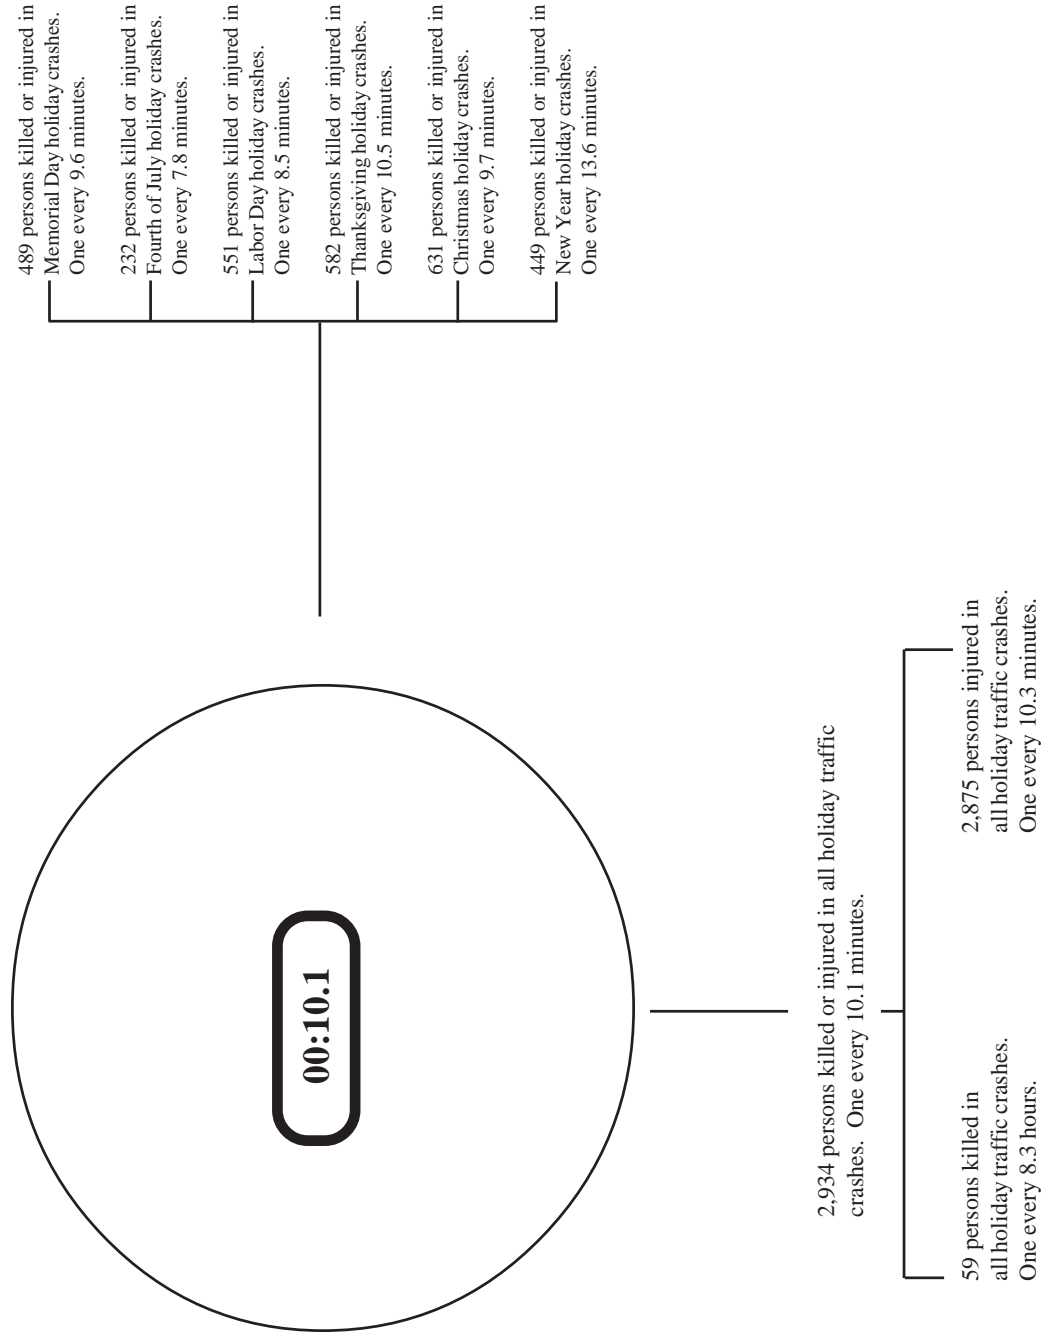 00:10.1
489 persons killed or injured in
Memorial Day holiday crashes.
One every 9.6 minutes.
232 persons killed or injured in
Fourth of July holiday crashes.
One every 7.8 minutes.
551 persons killed or injured in
Labor Day holiday crashes.
One every 8.5 minutes.
582 persons killed or injured in
Thanksgiving holiday crashes.
One every 10.5 minutes.
631 persons killed or injured in
Christmas holiday crashes.
One every 9.7 minutes.
449 persons killed or injured in
New Year holiday crashes.
One every 13.6 minutes.
2,934 persons killed or injured in all holiday traffic
crashes. One every 10.1 minutes.
59 persons killed in
all holiday traffic crashes.
One every 8.3 hours.
2,875 persons injured in
all holiday traffic crashes.
One every 10.3 minutes.